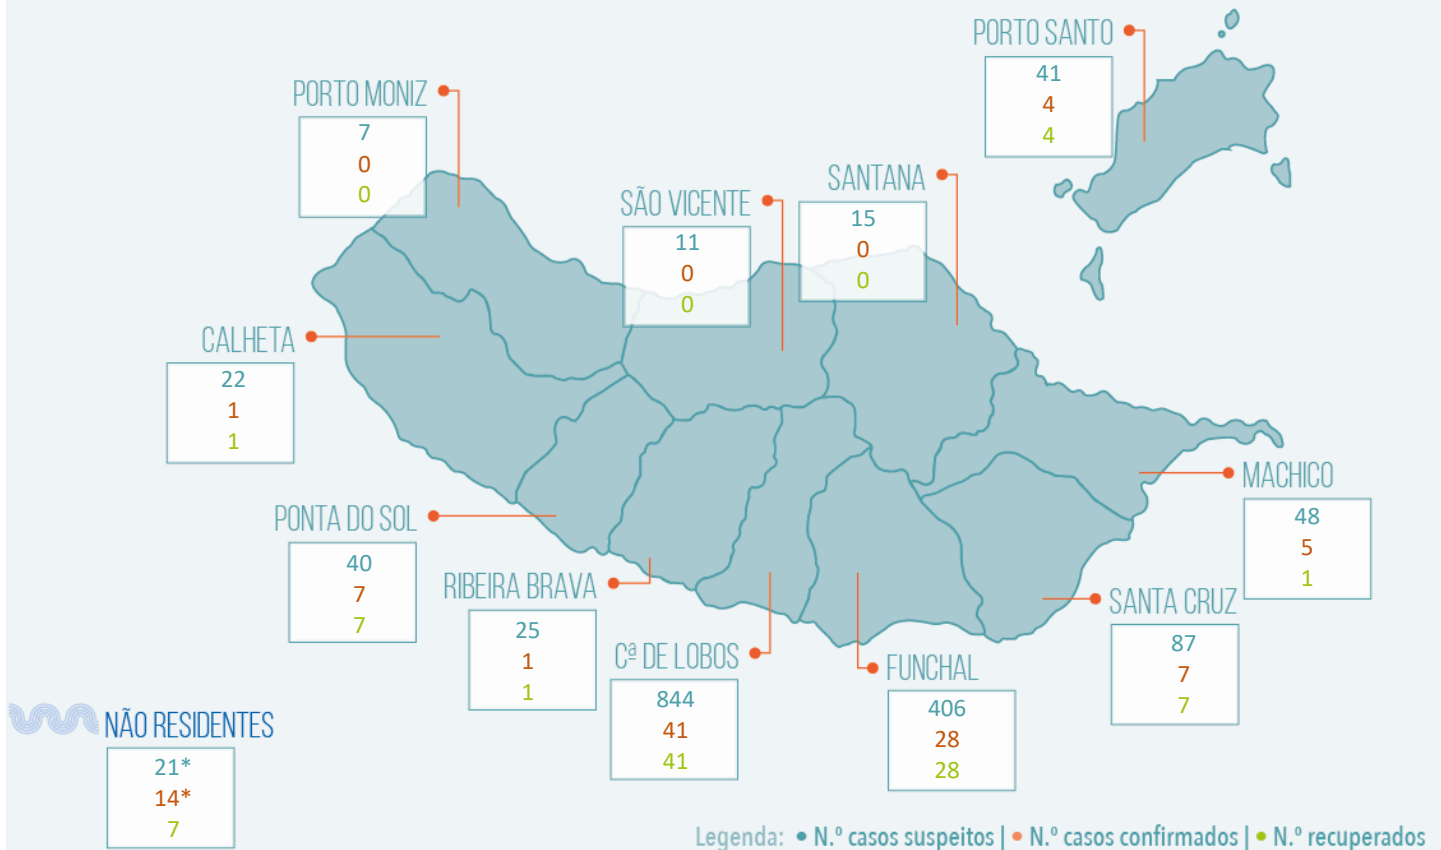 PORTO SANTO
41
4
4
PORTO MONIZ
7
0
0
SANTANA
15
0
0
SÃO VICENTE
11
0
0
CALHETA
22
1
1
MACHICO
48
5
1
PONTA DO SOL
40
7
7
RIBEIRA BRAVA
25
1
1
SANTA CRUZ
87
7
7
Cª DE LOBOS
844
41
41
FUNCHAL
406
28
28
NÃO RESIDENTES
21*
14*
7
Legenda: • N.º casos suspeitos | • N.º casos confirmados | • N.º recuperados